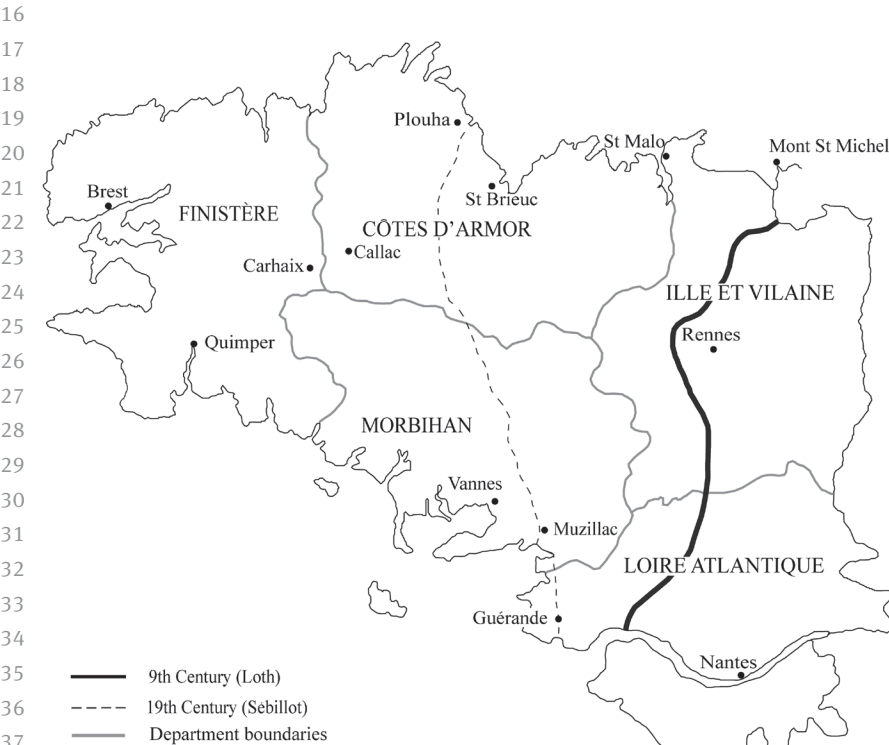 16
17
18
19
20
21
22
23
24
25
26
27
28
29
30
31
32
33
34
35
36
37
Plouha
St Malo
Mont St Michel
Brest
St Brieuc
FINISTÈRE
CÔTES D’ARMOR
Callac
Carhaix
ILLE ET VILAINE
Rennes
Quimper
MORBIHAN
Vannes
Muzillac
LOIRE ATLANTIQUE
Guérande
Nantes
9th Century (Loth)
19th Century (Sébillot)
Department boundaries